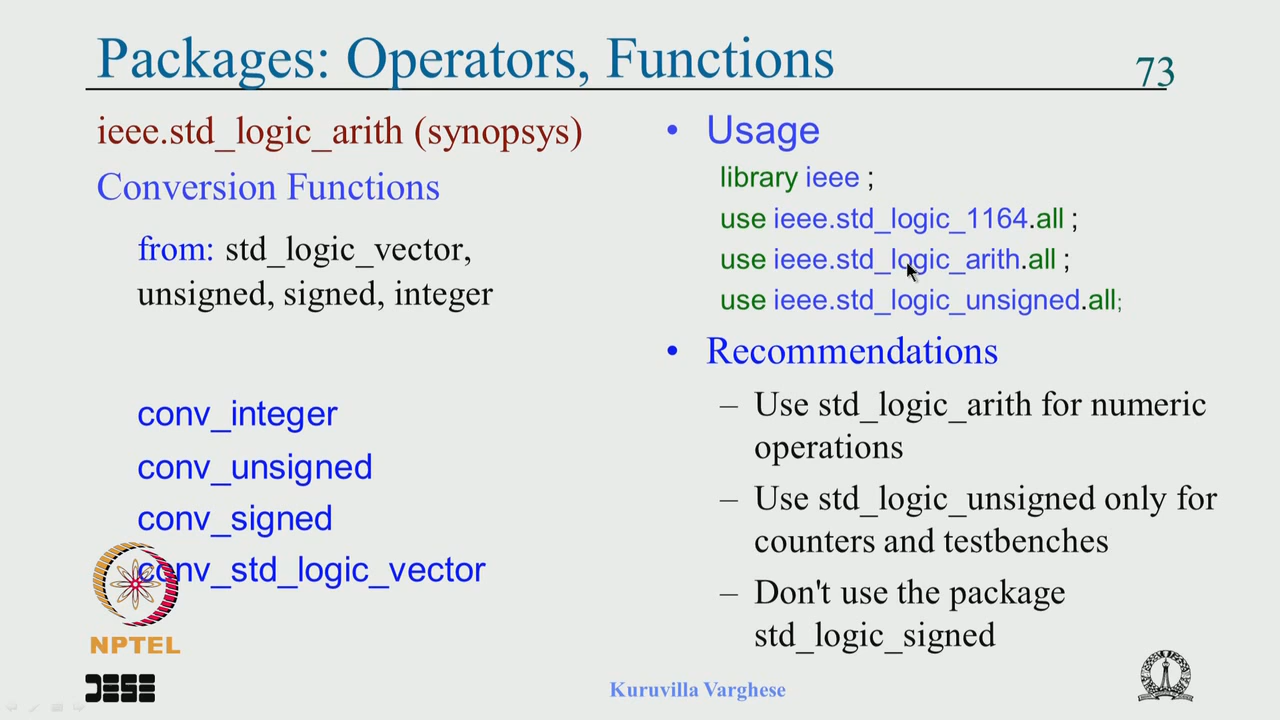 Packages: Operators, Functions
73
ieee.std_logic_arith (synopsys)
Conversion Functions
from: std_logic_vector,
unsigned, signed, integer
conv_integer
conv_unsigned
conv_signed
conv_std_logic_vector
• Usage
library ieee ;
use ieee.std_logic_1164.all ;
use ieee.std_logic_arith.all ;
use ieee.std_logic_unsigned.all;
• Recommendations
– Use std_logic_arith for numeric
operations
– Use std_logic_unsigned only for
counters and testbenches
– Don't use the package
std_logic_signed
NPTEL
DESE
Kuruvilla Varghese